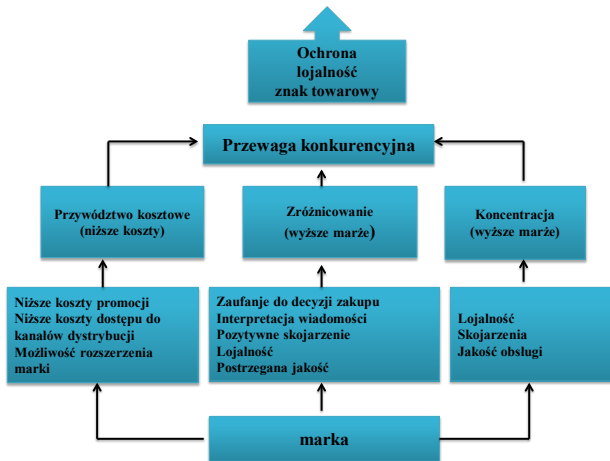 Ochrona
lojalność
znak towarowy
Przewaga konkurencyjna
Przywództwo kosztowe
(niższe koszty)
Zróżnicowanie
(wyższe marże)
Koncentracja
(wyższe marże)
Niższe koszty promocji
Niższe koszty dostępu do
kanałów dystrybucji
Możliwość rozszerzenia
marki
Zaufanje do decyzji zakupu
Interpretacja wiadomości
Pozytywne skojarzenie
Lojalność
Postrzegana jakość
Lojalność
Skojarzenia
Jakość obsługi
marka